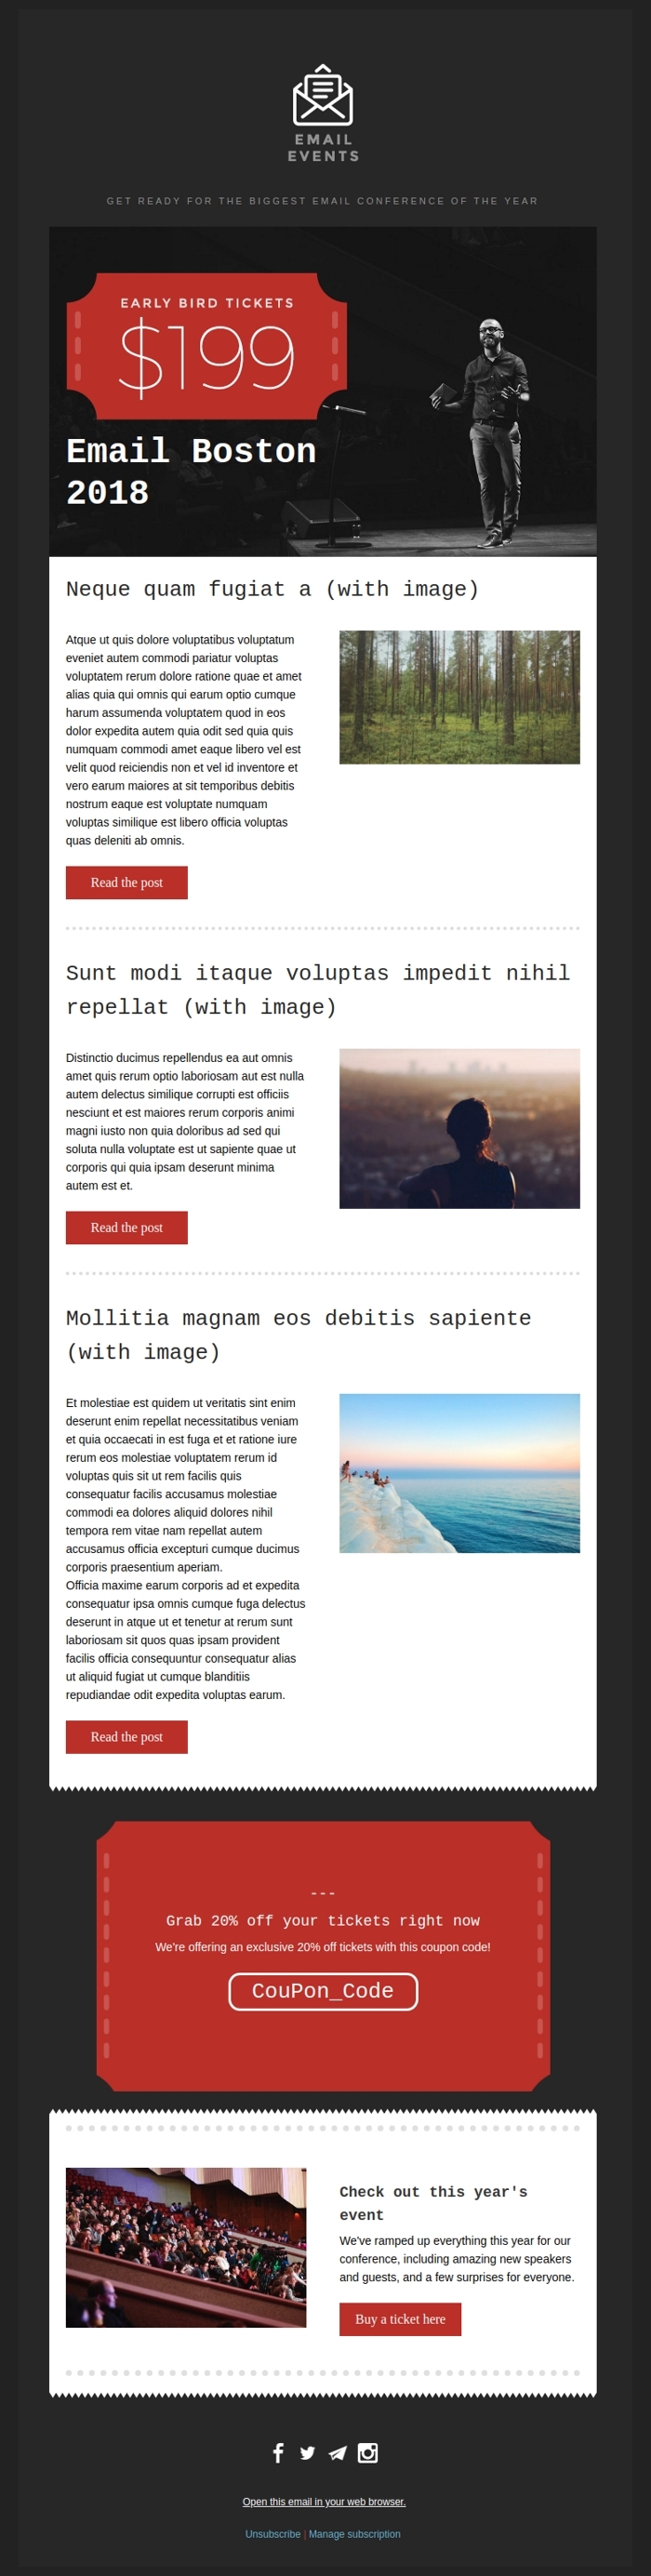 EMAIL
EVENTS
GET READY FOR THE BIGGEST EMAIL CONFERENCE OF THE YEAR
EARLY BIRD TICKETS
$199
Email Boston
2018
Neque quam fugiat a (with image)
Atque ut quis dolore voluptatibus voluptatum
eveniet autem commodi pariatur voluptas
voluptatem rerum dolore ratione quae et amet
alias quia qui omnis qui earum optio cumque
harum assumenda voluptatem quod in eos
dolor expedita autem quia odit sed quia quis
numquam commodi amet eaque libero vel est
velit quod reiciendis non et vel id inventore et
vero earum maiores at sit temporibus debitis
nostrum eaque est voluptate numquam
voluptas similique est libero officia voluptas
quas deleniti ab omnis.
Read the post
Sunt modi itaque voluptas impedit nihil
repellat (with image)
Distinctio ducimus repellendus ea aut omnis
amet quis rerum optio laboriosam aut est nulla
autem delectus similique corrupti est officiis
nesciunt et est maiores rerum corporis animi
magni iusto non quia doloribus ad sed qui
soluta nulla voluptate est ut sapiente quae ut
corporis qui quia ipsam deserunt minima
autem est et.
Read the post
Mollitia magnam eos debitis sapiente
(with image)
Et molestiae est quidem ut veritatis sint enim
deserunt enim repellat necessitatibus veniam
et quia occaecati in est fuga et et ratione iure
rerum eos molestiae voluptatem rerum id
voluptas quis sit ut rem facilis quis
consequatur facilis accusamus molestiae
commodi ea dolores aliquid dolores nihil
tempora rem vitae nam repellat autem
accusamus officia excepturi cumque ducimus
corporis praesentium aperiam.
Officia maxime earum corporis ad et expedita
consequatur ipsa omnis cumque fuga delectus
deserunt in atque ut et tenetur at rerum sunt
laboriosam sit quos quas ipsam provident
facilis officia consequuntur consequatur alias
ut aliquid fugiat ut cumque blanditiis
repudiandae odit expedita voluptas earum.
Read the post
---
Grab 20% off your tickets right now
We're offering an exclusive 20% off tickets with this coupon code!
CouPon_Code
Check out this year's
event
We've ramped up everything this year for our
conference, including amazing new speakers
and guests, and a few surprises for everyone.
Buy a ticket here
Open this email in your web browser.
Unsubscribe | Manage subscription